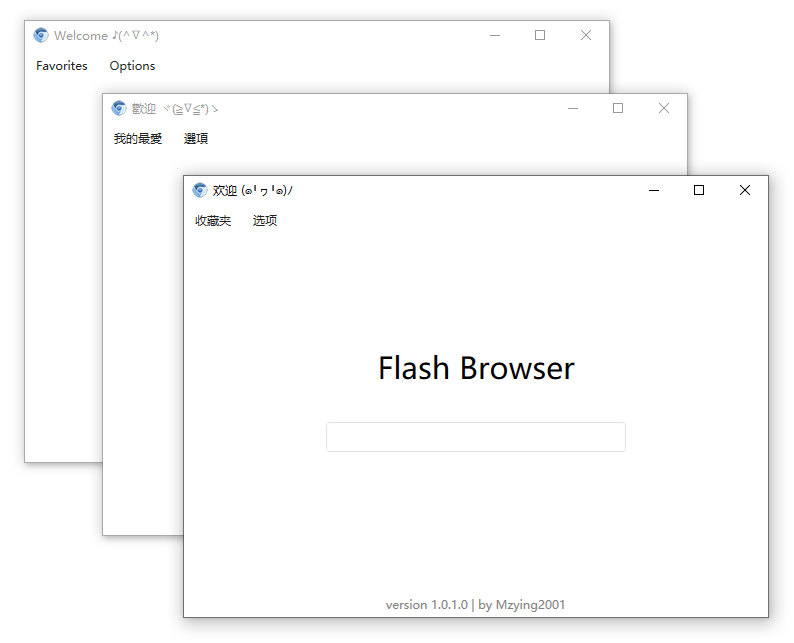 Welcome ♪(^∇^*)
Favorites Options
歡迎 ヾ(≧∇≦*)ゝ
我的最愛 選項
欢迎 (๑╹ヮ╹๑)ﾉ
收藏夹 选项
Flash Browser
version 1.0.1.0 | by Mzying2001